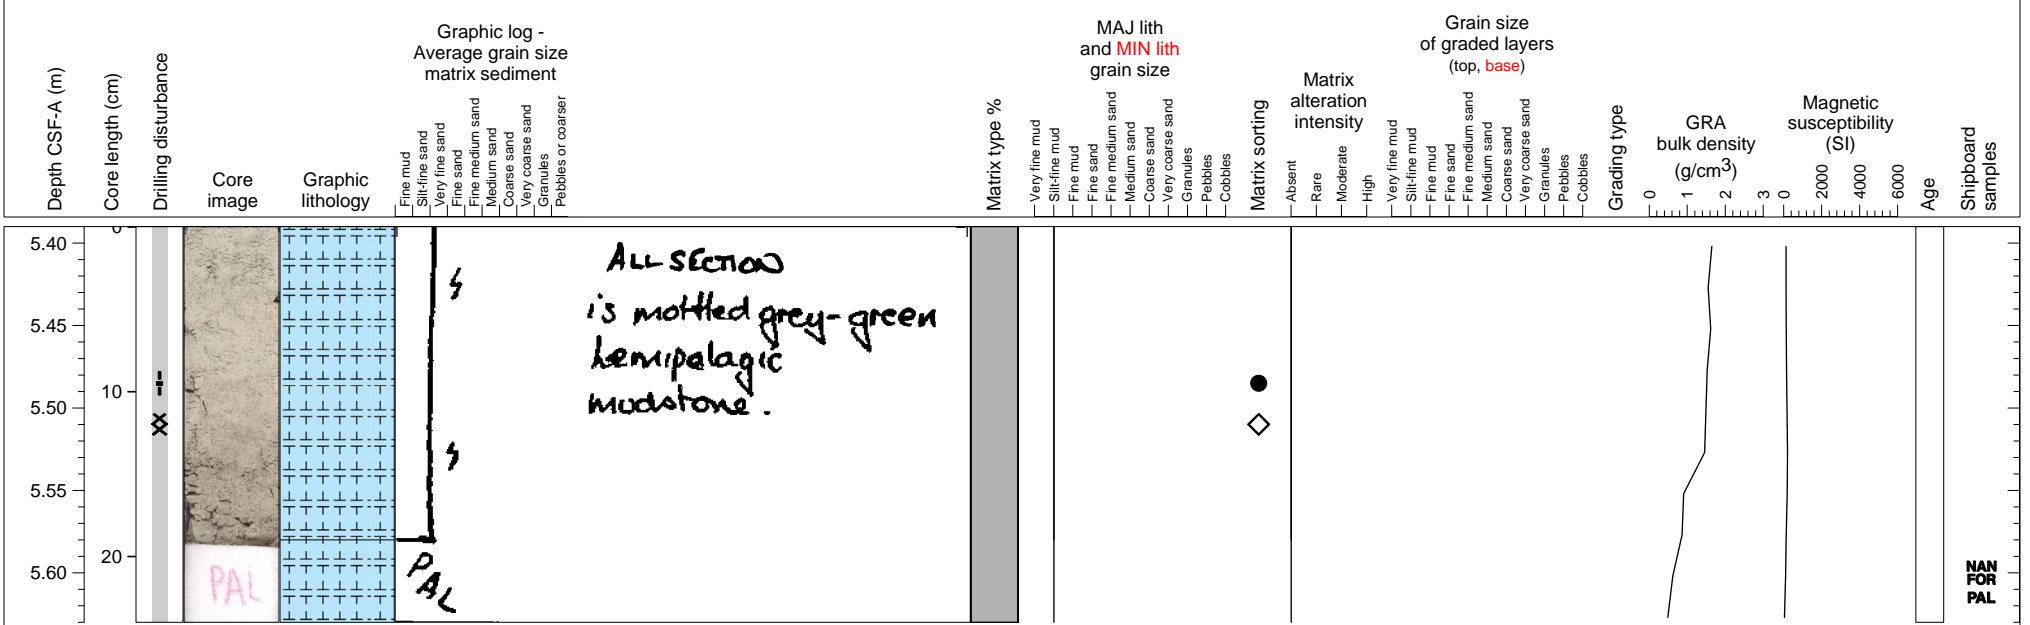 Depth CSF-A (m)
Core length (cm)
Drilling disturbance
Core
image
Graphic
lithology
Graphic log -
Average grain size
matrix sediment
Fine mud
Silt-fine sand
Very fine sand
Fine sand
Fine medium sand
Medium sand
Coarse sand
Very coarse sand
Granules
Pebbles or coarser
Matrix type %
MAJ lith
and MIN lith
grain size
Very fine mud
Silt-fine mud
Fine mud
Fine sand
Fine medium sand
Medium sand
Coarse sand
Very coarse sand
Granules
Pebbles
Cobbles
Matrix sorting
Matrix
alteration
intensity
Absent
Rare
Moderate
High
Grain size
of graded layers
(top, base)
Very fine mud
Silt-fine mud
Fine mud
Fine sand
Fine medium sand
Medium sand
Coarse sand
Very coarse sand
Granules
Pebbles
Cobbles
Grading type
GRA
bulk density
(g/cm3)
0 1 2 3
Magnetic
susceptibility
(SI)
0 2000 4000 6000
Age
Shipboard
samples
5.40
5.45
5.50
5.55
5.60
0
10
20
PAL
ALL SECTION
is mottled grey-green
hemipelagic
mudstone.
PAL
NAN
FOR
PAL